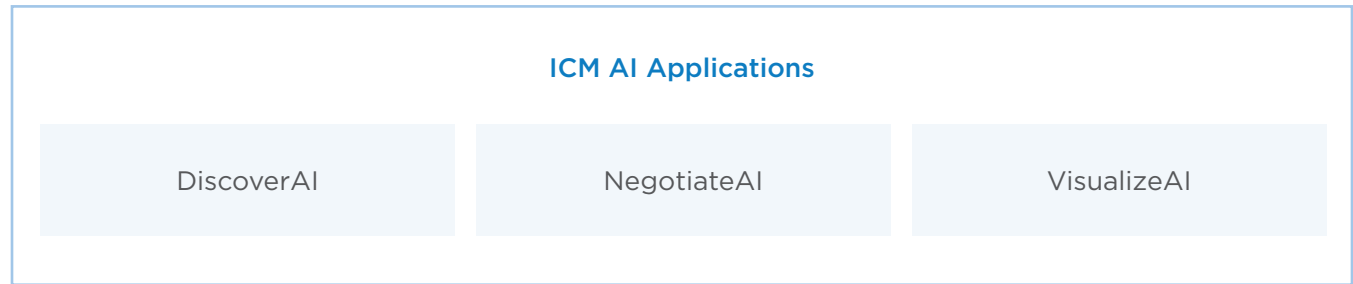 ICM AI Applications
DiscoverAI
NegotiateAI
VisualizeAI